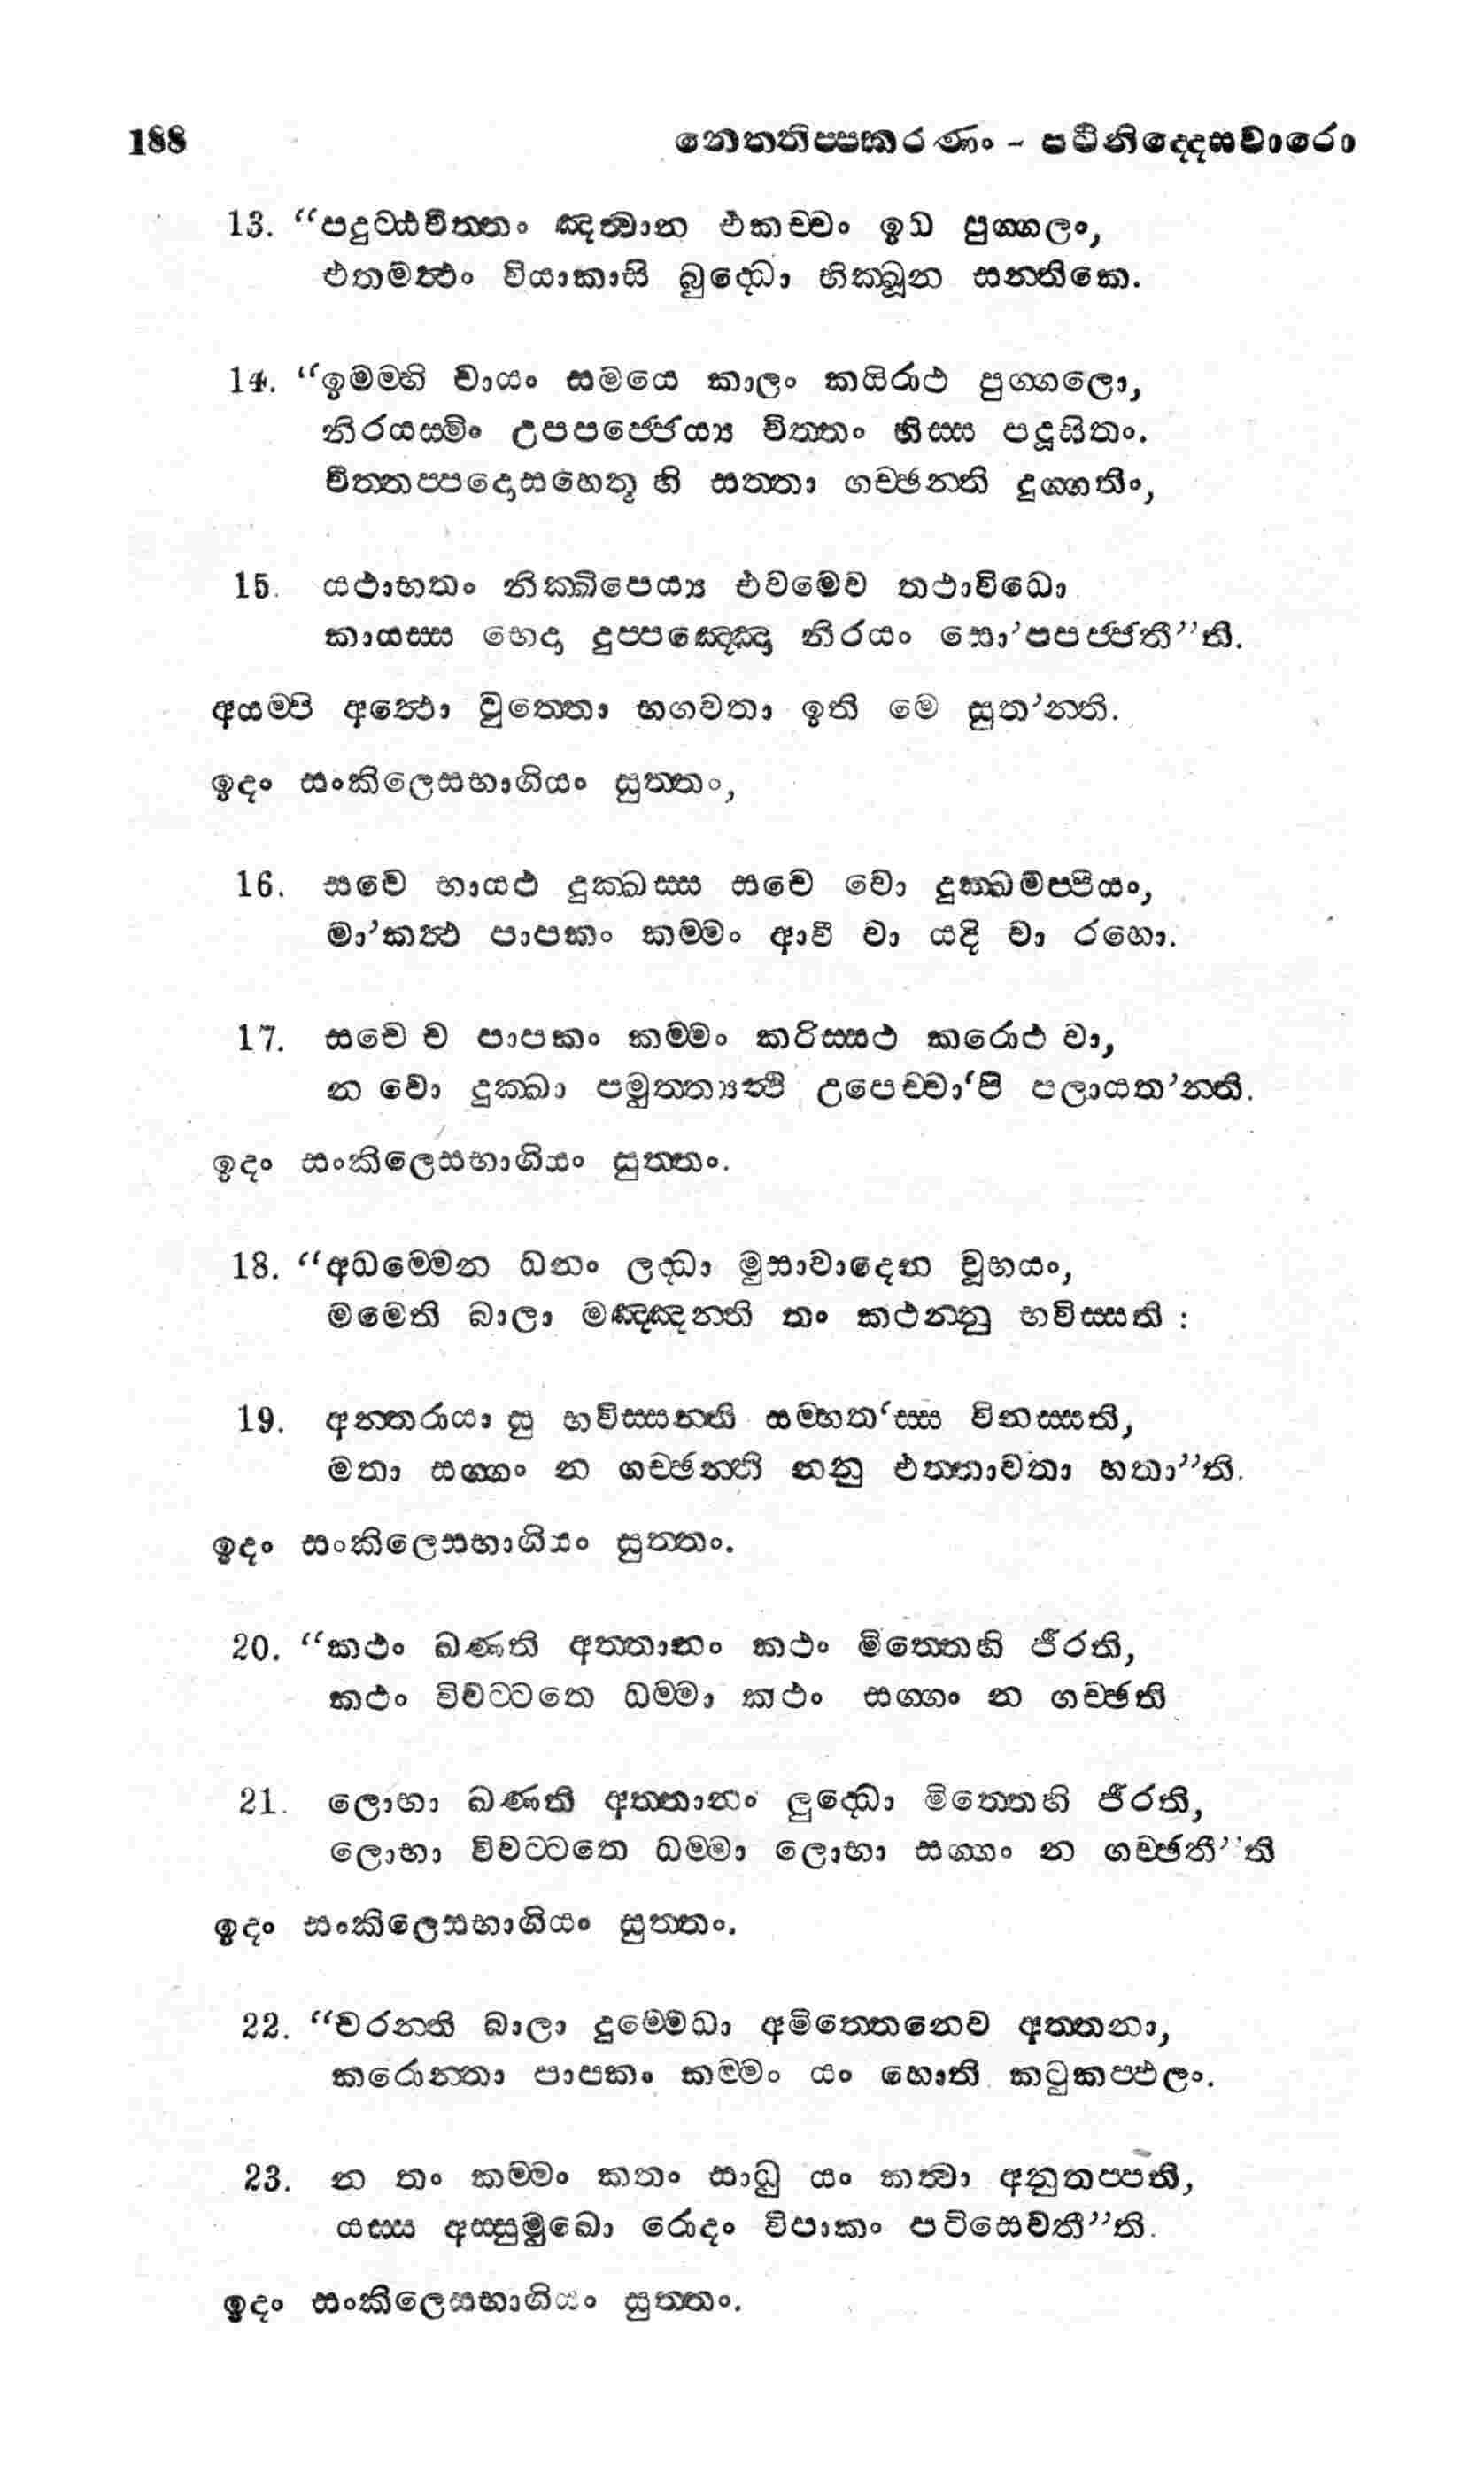 188 නෙත‍්තිප‍්පකරණං - පටිනිද‍්දෙසවාරො
13. “පදුට‍්ඨචිත‍්තං ඤත්‍වාන එකච‍්චං ඉධ පුග‍්ගලං,
එතමත්‍ථං වියාකාසි බුද‍්ධො භික‍්ඛූන සන‍්තිකෙ.
14. “ඉමම‍්හි චායං සමයෙ කාලං කයිරාථ පුග‍්ගලො,
නිරයස‍්මිං උපපජ‍්ජෙය්‍ය චිත‍්තං හිස‍්ස පදූසිතං.
චිත‍්තප‍්පදොසහෙතූ හි සත‍්තා ගච‍්ඡන‍්ති දුග‍්ගතිං,
15. යථාභතං නික‍්ඛිපෙය්‍ය එවමෙව තථාවිධො
කායස‍්ස භෙදා දුප‍්පඤ‍්ඤො නිරයං සො’පපජ‍්ජතී”ති.
අයම‍්පි අත්‍ථො වුත‍්තො භගවතා ඉති මෙ සුත’න‍්ති.
ඉදං සංකිලෙසභාගියං සුත‍්තං,
16. සචෙ භායථ දුක‍්ඛස‍්ස සචෙ වො දුක‍්ඛමප‍්පියං,
මා’කත්‍ථ පාපකං කම‍්මං ආවී වා යදි වා රහො.
17. සචෙ ච පාපකං කම‍්මං කරිස‍්සථ කරොථ වා,
න වො දුක‍්ඛා පමුත‍්ත්‍යත්‍ථි උපෙච‍්චා‘පි පලායත’න‍්ති.
ඉදං සංකිලෙසභාගියං සුත‍්තං.
18. “අධම‍්මෙන ධනං ලද‍්ධා මුසාවාදෙන චූභයං,
මමෙති බාලා මඤ‍්ඤන‍්ති තං කථන‍්නු භවිස‍්සති :
19. අන‍්තරායා සු භවිස‍්සන‍්ති සම‍්භත‘ස‍්ස විනස‍්සති,
මතා සග‍්ගං න ගච‍්ඡන‍්ති නනු එත‍්තාවතා හතා”ති.
ඉදං සංකිලෙසභාගියං සුත‍්තං.
20. “කථං ඛණති අත‍්තානං කථං මිත‍්තෙහි ජීරති,
කථං විවට‍්ටතෙ ධම‍්මා කථං සග‍්ගං න ගච‍්ඡති
21. ලොභා ඛණති අත‍්තානං ලුද‍්ධො මිත‍්තෙහි ජීරති,
ලොභා විවට‍්ටතෙ ධම‍්මා ලොභා සග‍්ගං න ගච‍්ඡතී”ති
ඉදං සංකිලෙසභාගියං සුත‍්තං.
22. “චරන‍්ති බාලා දුම‍්මෙධා අමිත‍්තෙනෙව අත‍්තනා,
කරොන‍්තා පාපකං කම‍්මං යං හොති කටුකප‍්ඵලං.
23. න තං කම‍්මං කතං සාධු යං කත්‍වා අනුතප‍්පති,
යස‍්ස අස‍්සුමුඛො රොදං විපාකං පටිසෙවතී”ති.
ඉදං සංකිලෙසභාගියං සුත‍්තං.